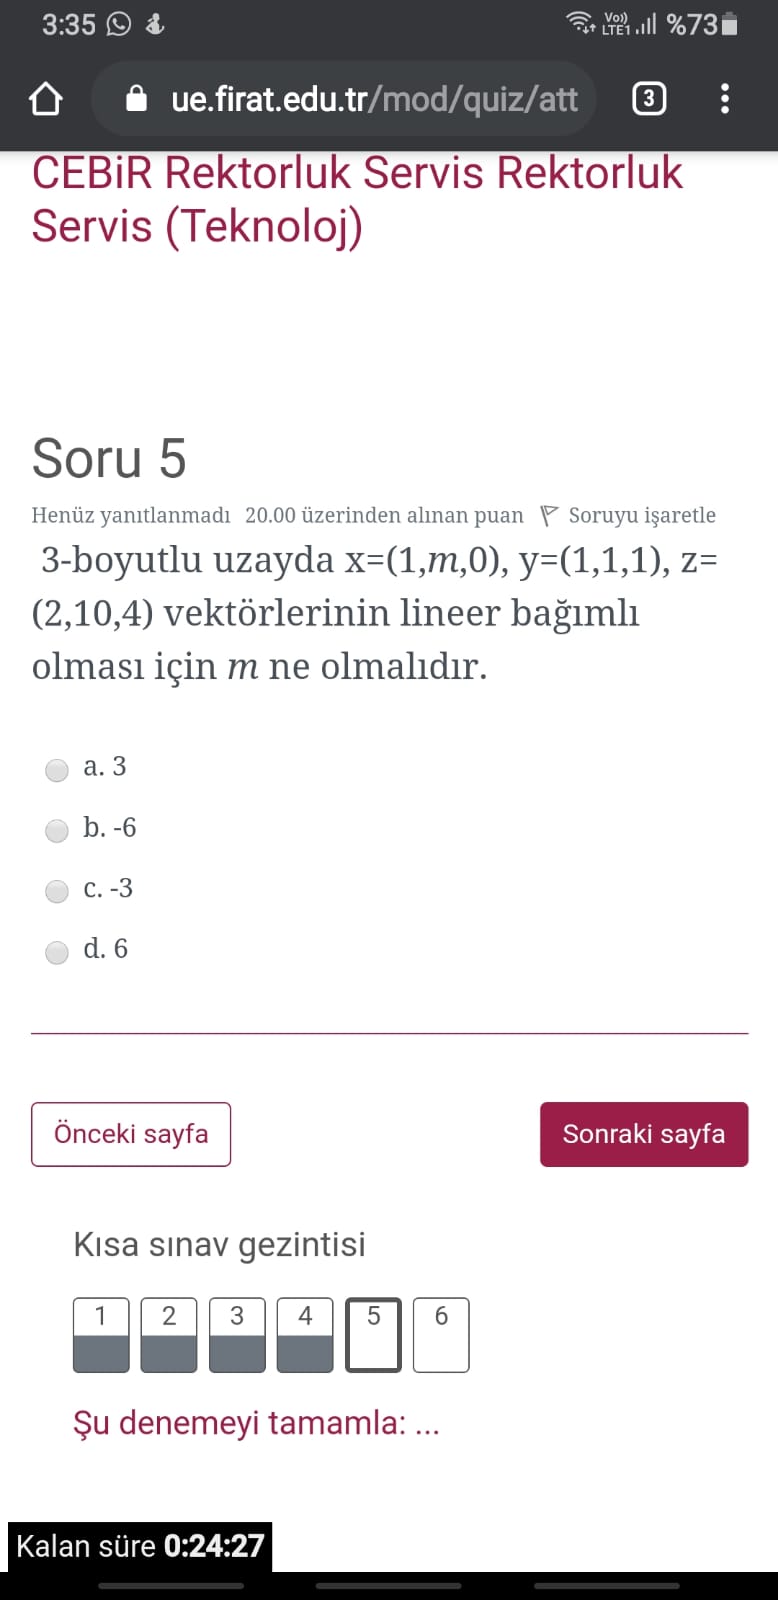 3:35
Vo)) LTE1 %73
ue.firat.edu.tr/mod/quiz/att
3
CEBİR Rektorluk Servis Rektorluk
Servis (Teknoloj)
Soru 5
Henüz yanıtlanmadı 20.00 üzerinden alınan puan Soruyu işaretle
3-boyutlu uzayda x=(1,m,0), y=(1,1,1), z=
(2,10,4) vektörlerinin lineer bağımlı
olması için m ne olmalıdır.
a. 3
b. -6
c. -3
d. 6
Önceki sayfa
Sonraki sayfa
Kısa sınav gezintisi
1 2 3 4 5 6
Şu denemeyi tamamla: ...
Kalan süre 0:24:27